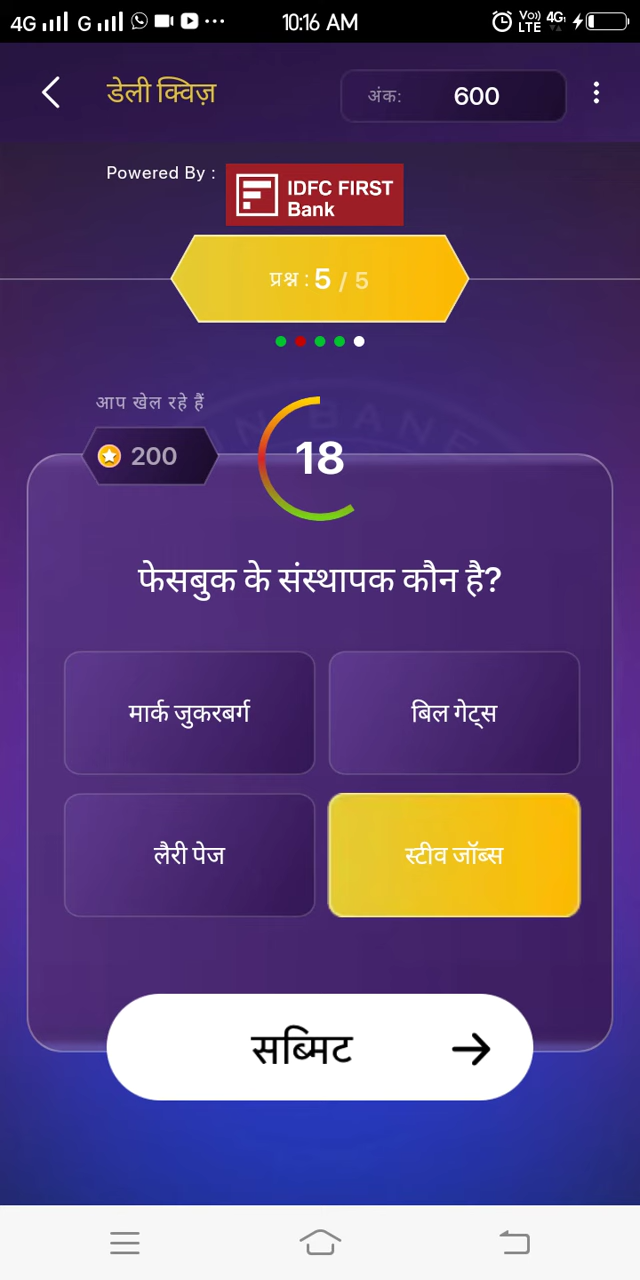 4G G 10:16 AM Vo) LTE 4G
डेली क्विज़
अंक: 600
Powered By :
IDFC FIRST
Bank
प्रश्न : 5 / 5
आप खेल रहे हैं
200
18
फेसबुक के संस्थापक कौन है?
मार्क जुकरबर्ग
बिल गेट्स
लैरी पेज
स्टीव जॉब्स
सब्मिट